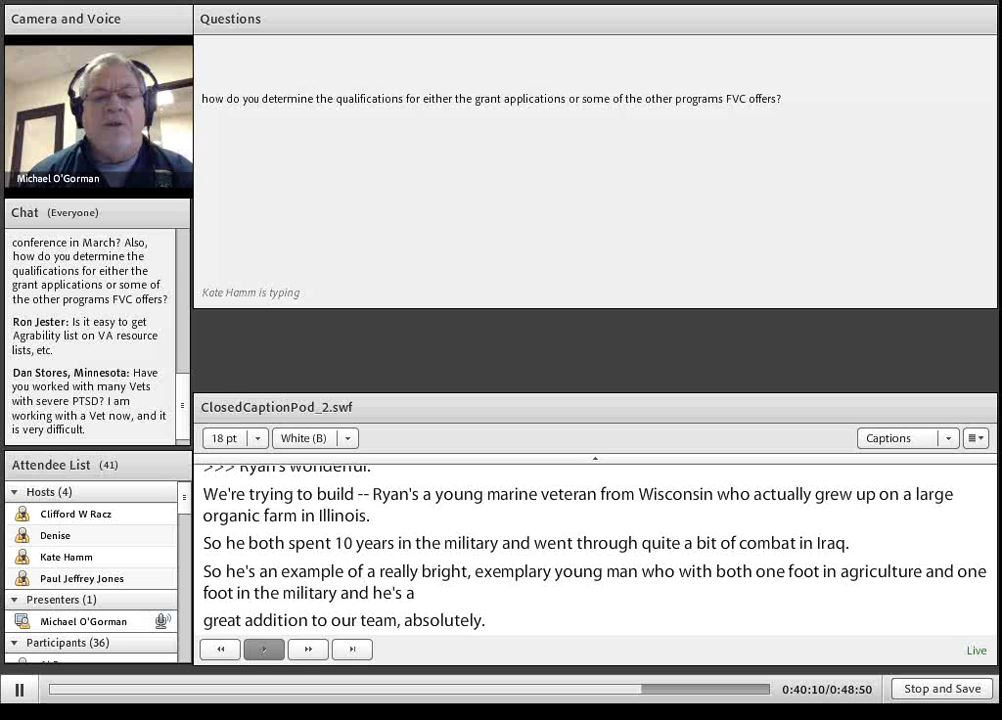 Camera and Voice
Michael O'Gorman
Chat (Everyone)
conference in March? Also,
how do you determine the
qualifications for either the
grant applications or some of
the other programs FVC offers?
Ron Jester: Is it easy to get
Agrability list on VA resource
lists, etc.
Dan Stores, Minnesota: Have
you worked with many Vets
with severe PTSD? I am
working with a Vet now, and it
is very difficult.
Attendee List (41)
Hosts (4)
Clifford W Racz
Denise
Kate Hamm
Paul Jeffrey Jones
Presenters (1)
Michael O'Gorman
Participants (36)
Questions
how do you determine the qualifications for either the grant applications or some of the other programs FVC offers?
Kate Hamm is typing
ClosedCaptionPod_2.swf
18 pt
White (B)
Captions
>>> Ryan's wonderful.
We're trying to build -- Ryan's a young marine veteran from Wisconsin who actually grew up on a large
organic farm in Illinois.
So he both spent 10 years in the military and went through quite a bit of combat in Iraq.
So he's an example of a really bright, exemplary young man who with both one foot in agriculture and one
foot in the military and he's a
great addition to our team, absolutely.
Live
0:40:10/0:48:50
Stop and Save